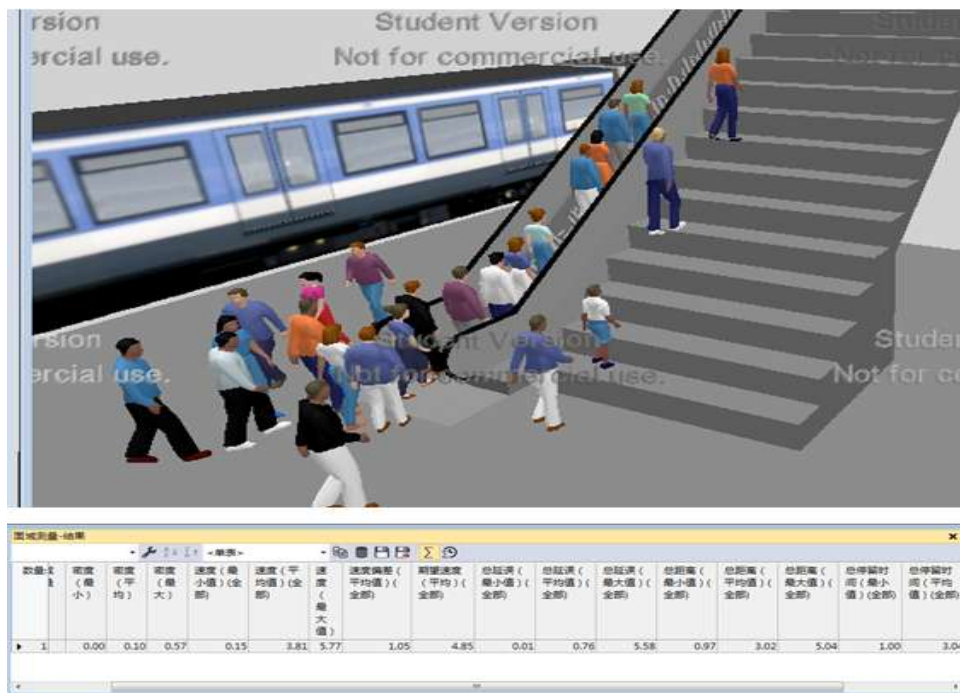 rsion Student Version Student
ercial use. Not for commercial use. Not for co
rsion Student Version Studen
ercial use. Not for commercial use. Not for co
面域测量-结果
<单表>
数量 密度（最小） 密度（平均） 密度（最大） 速度（最小值）（全部） 速度（平均值）（全部） 速度（最大值） 速度偏差（平均值）（全部） 期望速度（平均）（全部） 总延误（最小值）（全部） 总延误（平均值）（全部） 总延误（最大值）（全部） 总距离（最小值）（全部） 总距离（平均值）（全部） 总距离（最大值）（全部） 总停留时间（最小值）（全部） 总停留时间（平均值）（全部）
1 0.00 0.10 0.57 0.15 3.81 5.77 1.05 4.85 0.01 0.76 5.58 0.97 3.02 5.04 1.00 3.04